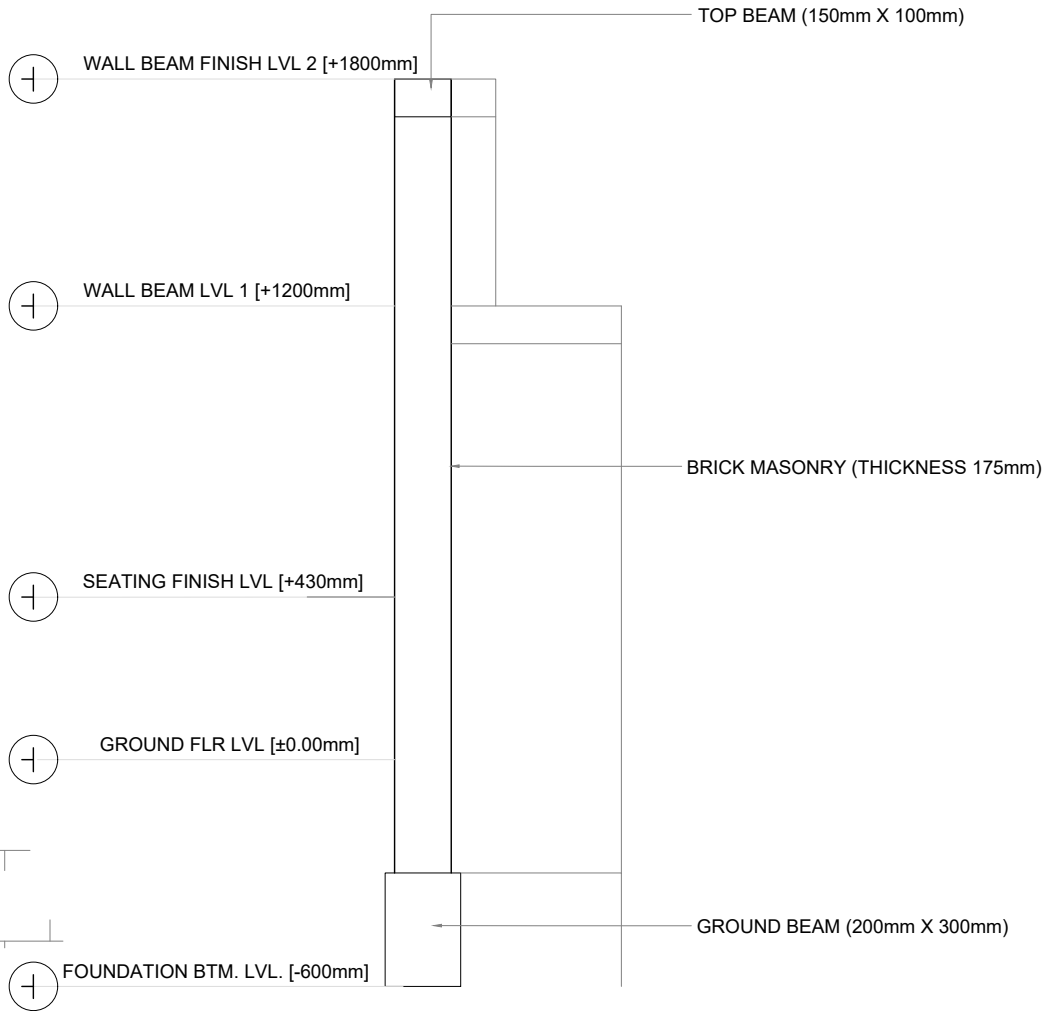 TOP BEAM (150mm X 100mm)
WALL BEAM FINISH LVL 2 [+1800mm]
WALL BEAM LVL 1 [+1200mm]
BRICK MASONRY (THICKNESS 175mm)
SEATING FINISH LVL [+430mm]
GROUND FLR LVL [±0.00mm]
GROUND BEAM (200mm X 300mm)
FOUNDATION BTM. LVL. [-600mm]